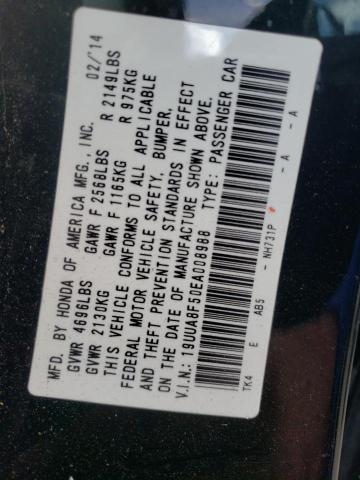 MFD. BY HONDA OF AMERICA MFG., INC. 02/14
GVWR 4696LBS GAWR F 2568LBS R 2149LBS
GVWR 2130KG GAWR F 1165KG R 975KG
THIS VEHICLE CONFORMS TO ALL APPLICABLE
FEDERAL MOTOR VEHICLE SAFETY, BUMPER,
AND THEFT PREVENTION STANDARDS IN EFFECT
ON THE DATE OF MANUFACTURE SHOWN ABOVE.
V.I.N.: 19UUA8F50EA008988 TYPE: PASSENGER CAR
TK4 E AB5 - NH731P - A - A